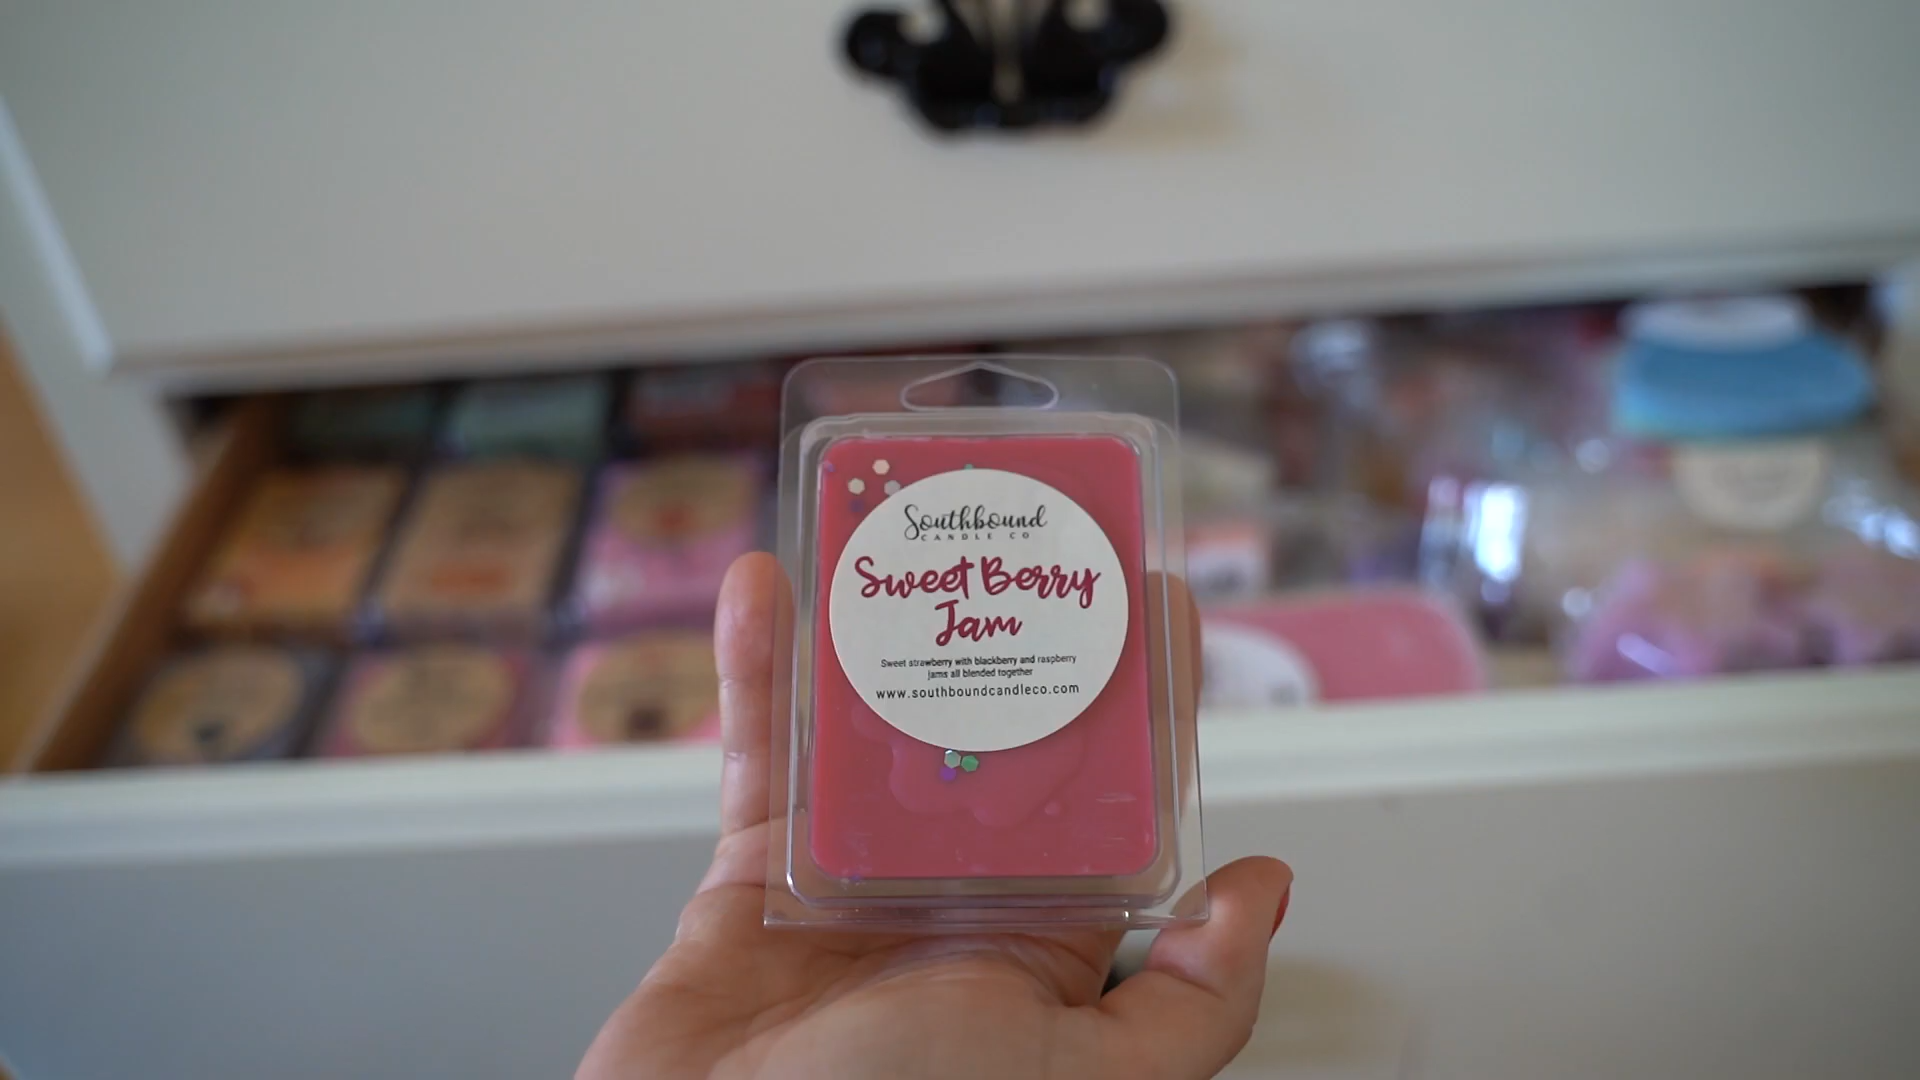 Southbound
CANDLE CO
Sweet Berry
Jam
Sweet strawberry with blackberry and raspberry
jams all blended together
www.southboundcandleco.com